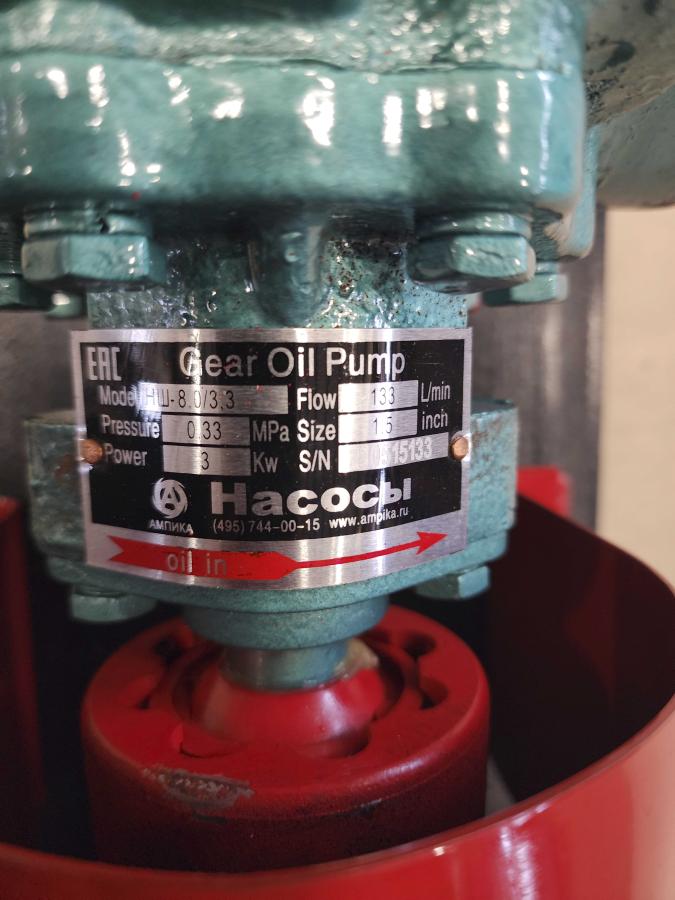 EAC Gear Oil Pump
Model НШ-8.0/3,3 Flow 133 L/min
Pressure 0.33 MPa Size 1.5 inch
Power 3 Kw S/N
АМПИКА Насосы
(495) 744-00-15 www.ampika.ru
oil in